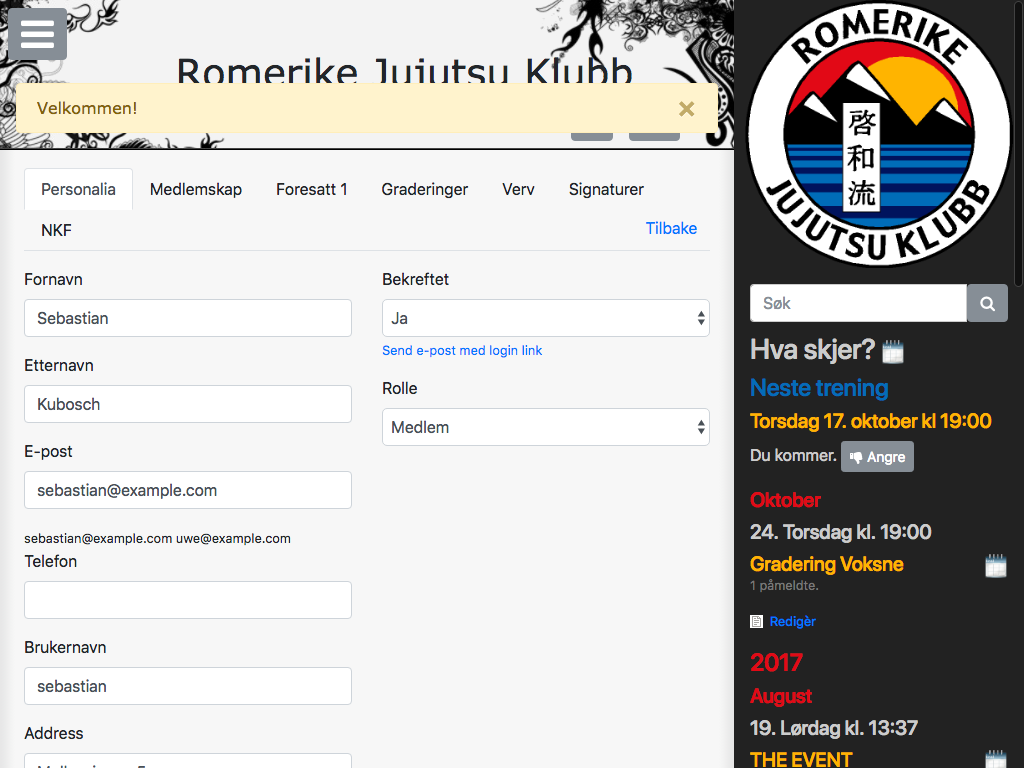 Romerike Jujutsu Klubb
Velkommen!
×
Personalia
Medlemskap
Foresatt 1
Graderinger
Verv
Signaturer
NKF
Tilbake
Fornavn
Sebastian
Etternavn
Kubosch
E-post
sebastian@example.com
sebastian@example.com uwe@example.com
Telefon
Brukernavn
sebastian
Address
Bekreftet
Ja
Send e-post med login link
Rolle
Medlem
ROMERIKE
啓和流
JUJUTSU KLUBB
Søk
Hva skjer?
Neste trening
Torsdag 17. oktober kl 19:00
Du kommer. Angre
Oktober
24. Torsdag kl. 19:00
Gradering Voksne
1 påmeldte.
Redigèr
2017
August
19. Lørdag kl. 13:37
THE EVENT